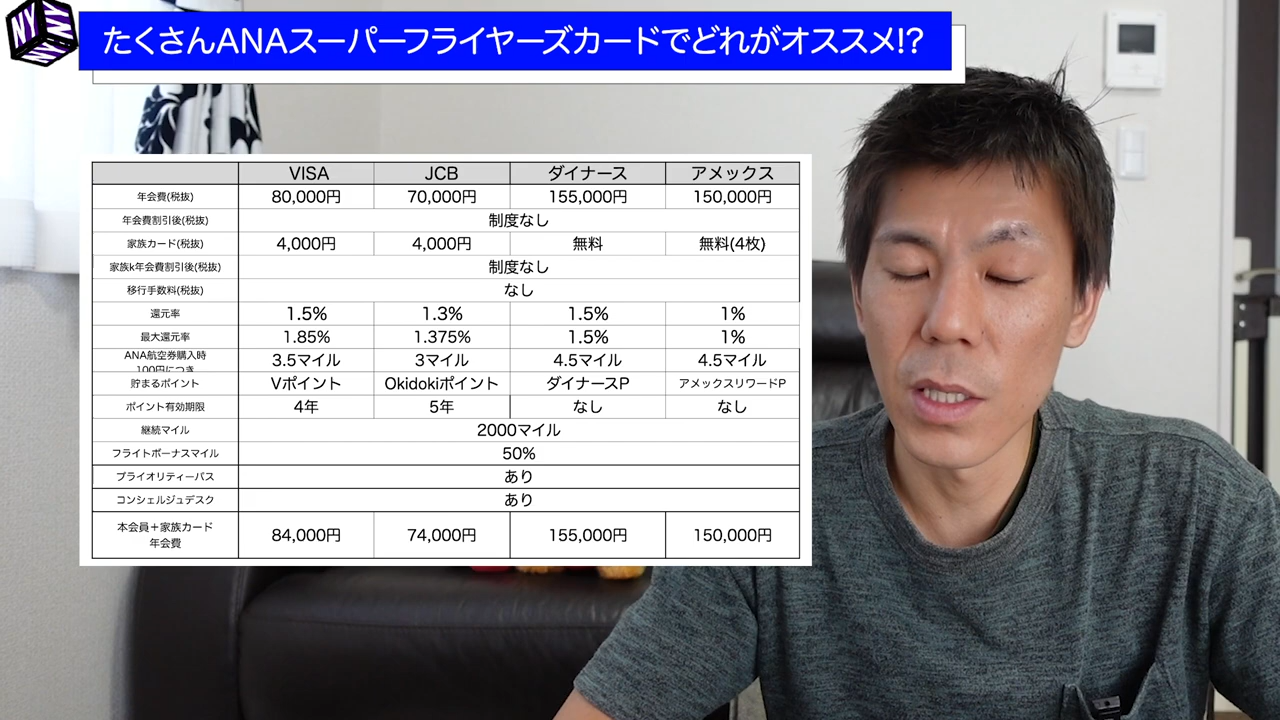 NY
NY
NY
たくさんANAスーパーフライヤーズカードでどれがオススメ!?
VISA JCB ダイナース アメックス
年会費(税抜) 80,000円 70,000円 155,000円 150,000円
年会費割引後(税抜) 制度なし
家族カード(税抜) 4,000円 4,000円 無料 無料(4枚)
家族k年会費割引後(税抜) 制度なし
移行手数料(税抜) なし
還元率 1.5% 1.3% 1.5% 1%
最大還元率 1.85% 1.375% 1.5% 1%
ANA航空券購入時
100円につき 3.5マイル 3マイル 4.5マイル 4.5マイル
貯まるポイント Vポイント Okidokiポイント ダイナースP アメックスリワードP
ポイント有効期限 4年 5年 なし なし
継続マイル 2000マイル
フライトボーナスマイル 50%
プライオリティーパス あり
コンシェルジュデスク あり
本会員＋家族カード
年会費 84,000円 74,000円 155,000円 150,000円